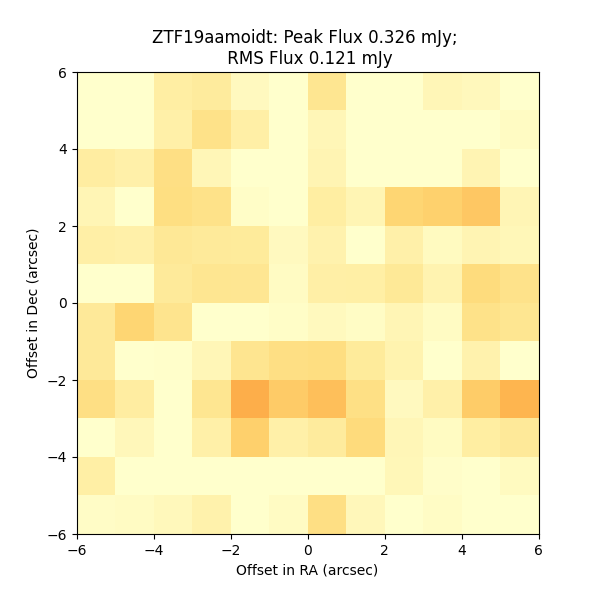 ZTF19aamoidt: Peak Flux 0.326 mJy;
RMS Flux 0.121 mJy
6
4
2
0
−2
−4
−6
Offset in Dec (arcsec)
−6 −4 −2 0 2 4 6
Offset in RA (arcsec)